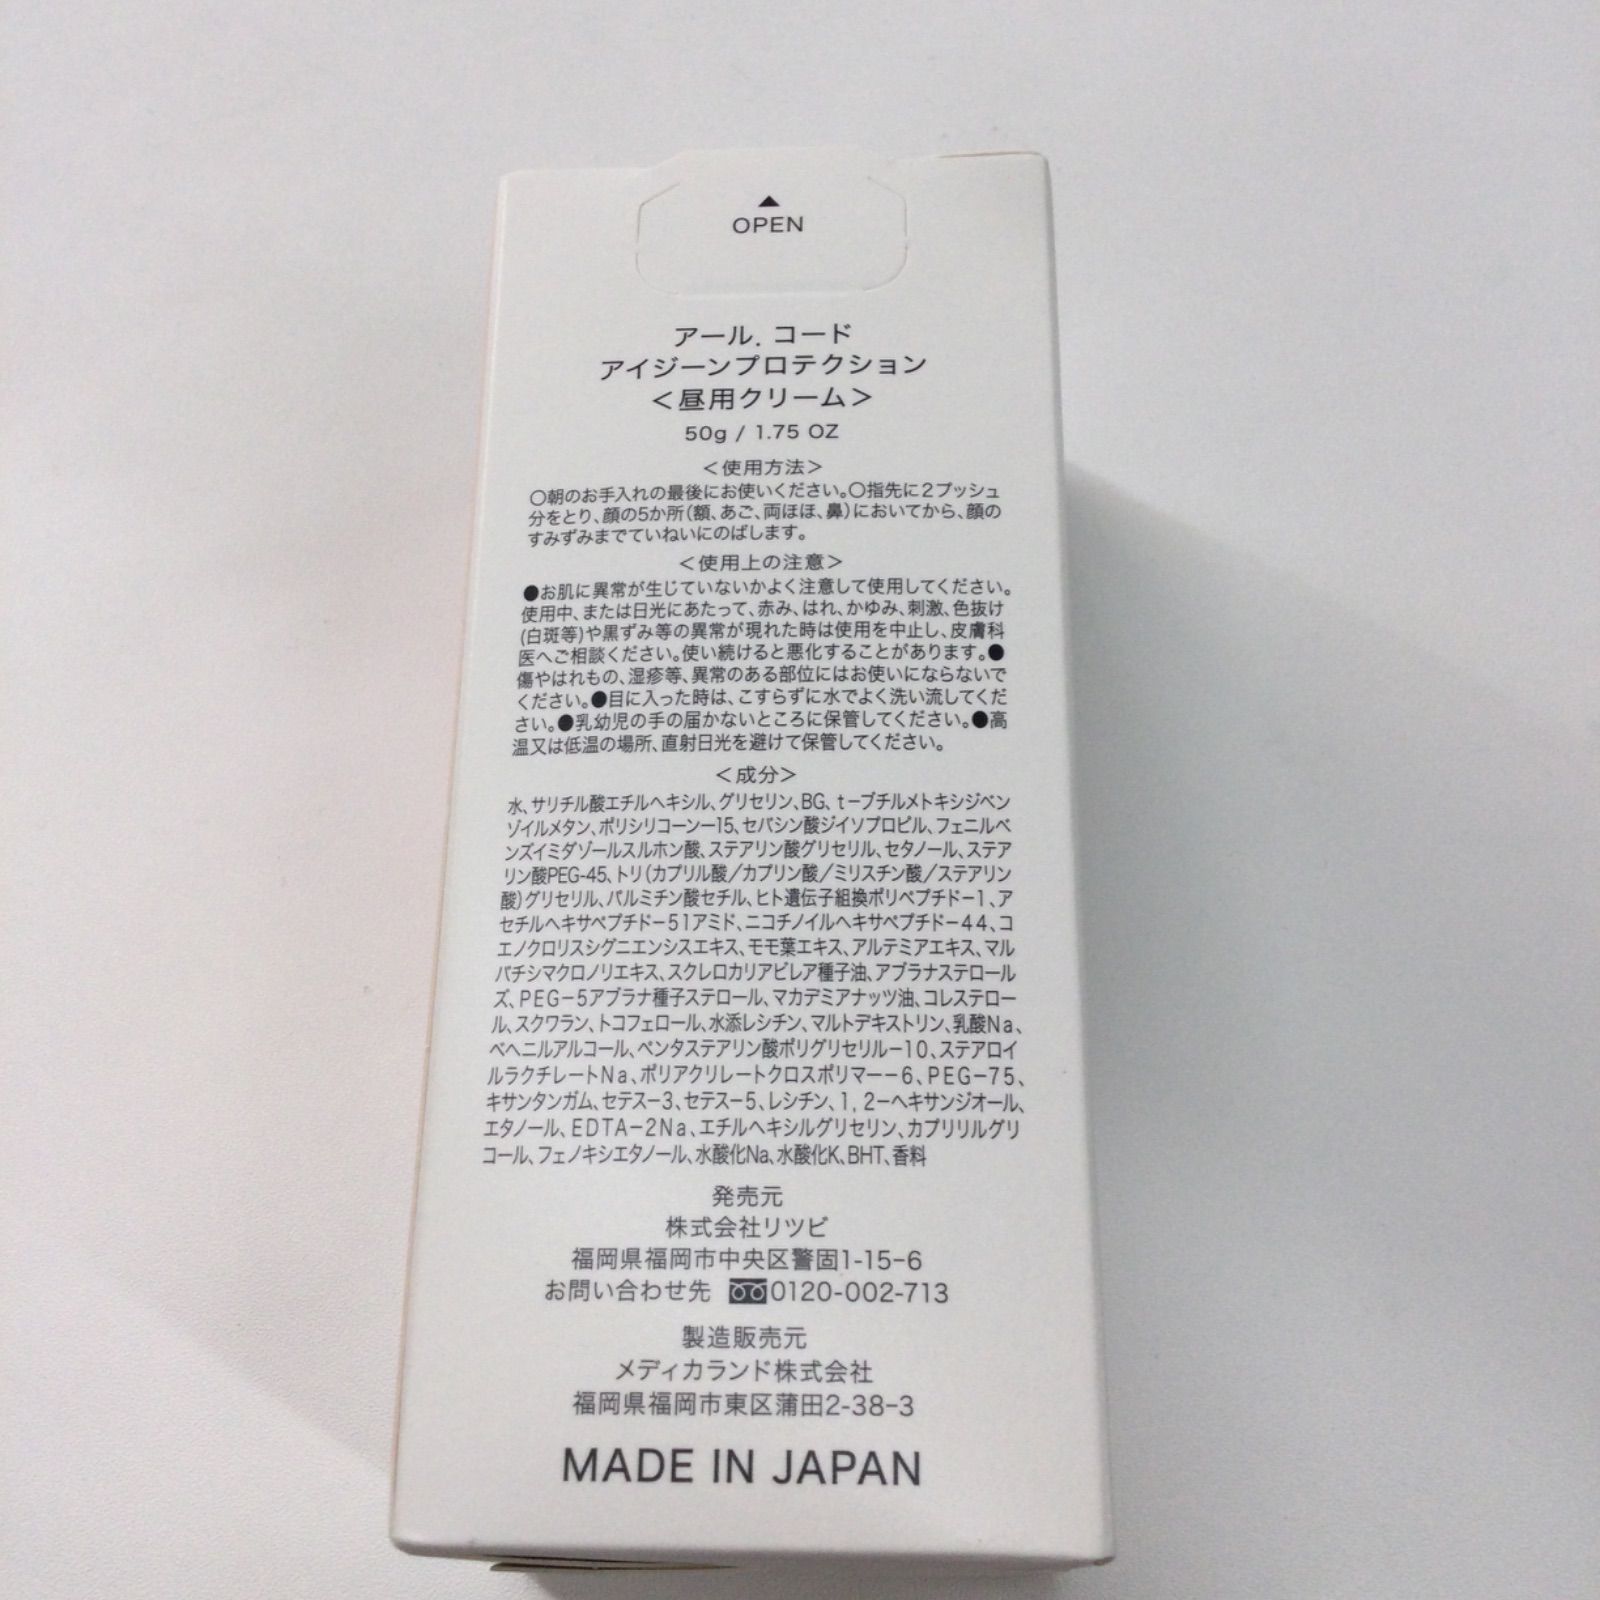 OPEN
アール．コード
アイジーンプロテクション
＜昼用クリーム＞
50g / 1.75 OZ
＜使用方法＞
〇朝のお手入れの最後にお使いください。〇指先に2プッシュ
分をとり、顔の5か所(額、あご、両ほほ、鼻)においてから、顔の
すみずみまでていねいにのばします。
＜使用上の注意＞
●お肌に異常が生じていないかよく注意して使用してください。
使用中、または日光にあたって、赤み、はれ、かゆみ、刺激、色抜け
(白斑等)や黒ずみ等の異常が現れた時は使用を中止し、皮膚科
医へご相談ください。使い続けると悪化することがあります。●
傷やはれもの、湿疹等、異常のある部位にはお使いにならないで
ください。●目に入った時は、こすらずに水でよく洗い流してくだ
さい。●乳幼児の手の届かないところに保管してください。●高
温又は低温の場所、直射日光を避けて保管してください。
＜成分＞
水、サリチル酸エチルヘキシル、グリセリン、BG、t－ブチルメトキシジベン
ゾイルメタン、ポリシリコーン－15、セバシン酸ジイソプロピル、フェニルベ
ンズイミダゾールスルホン酸、ステアリン酸グリセリル、セタノール、ステア
リン酸PEG-45、トリ(カプリル酸／カプリン酸／ミリスチン酸／ステアリン
酸)グリセリル、パルミチン酸セチル、ヒト遺伝子組換ポリペプチド－1、ア
セチルヘキサペプチド－51アミド、ニコチノイルヘキサペプチド－44、コ
エノクロリスシグニエンシスエキス、モモ葉エキス、アルテミアエキス、マル
バチシマクロノリエキス、スクレロカリアビレア種子油、アブラナステロール
ズ、PEG－5アブラナ種子ステロール、マカデミアナッツ油、コレステロー
ル、スクワラン、トコフェロール、水添レシチン、マルトデキストリン、乳酸Na、
ベヘニルアルコール、ペンタステアリン酸ポリグリセリル－10、ステアロイ
ルラクチレートNa、ポリアクリレートクロスポリマー－6、PEG－75、
キサンタンガム、セテス－3、セテス－5、レシチン、1，2－ヘキサンジオール、
エタノール、EDTA－2Na、エチルヘキシルグリセリン、カプリリルグリ
コール、フェノキシエタノール、水酸化Na、水酸化K、BHT、香料
発売元
株式会社リツビ
福岡県福岡市中央区警固1-15-6
お問い合わせ先 0120-002-713
製造販売元
メディカランド株式会社
福岡県福岡市東区蒲田2-38-3
MADE IN JAPAN